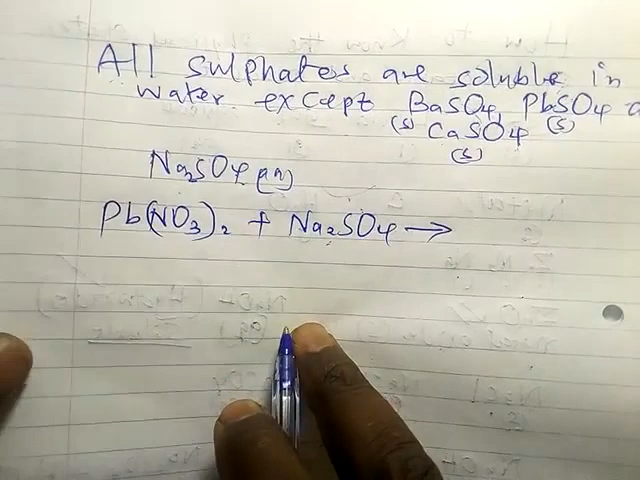 All sulphates are soluble in
water except BaSO4, PbSO4 a
(s) CaSO4 (s)
(s)
Na2SO4(aq)
Pb(NO3)2 + Na2SO4 →